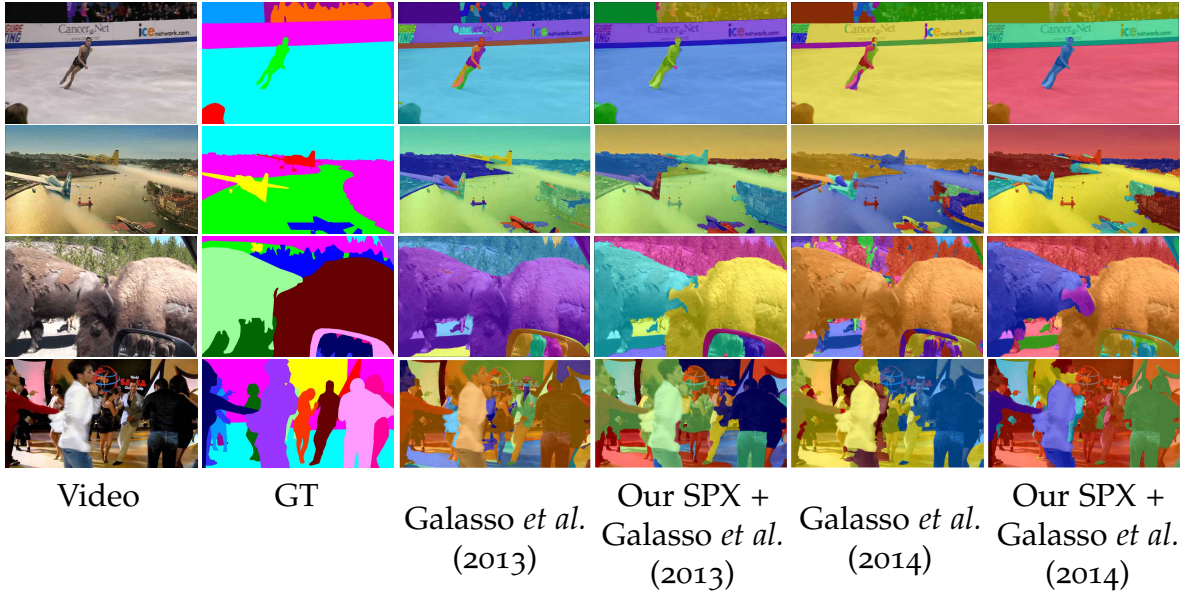 Cancer.Net
ice network.com
Video
GT
Galasso et al.
(2013)
Our SPX +
Galasso et al.
(2013)
Galasso et al.
(2014)
Our SPX +
Galasso et al.
(2014)